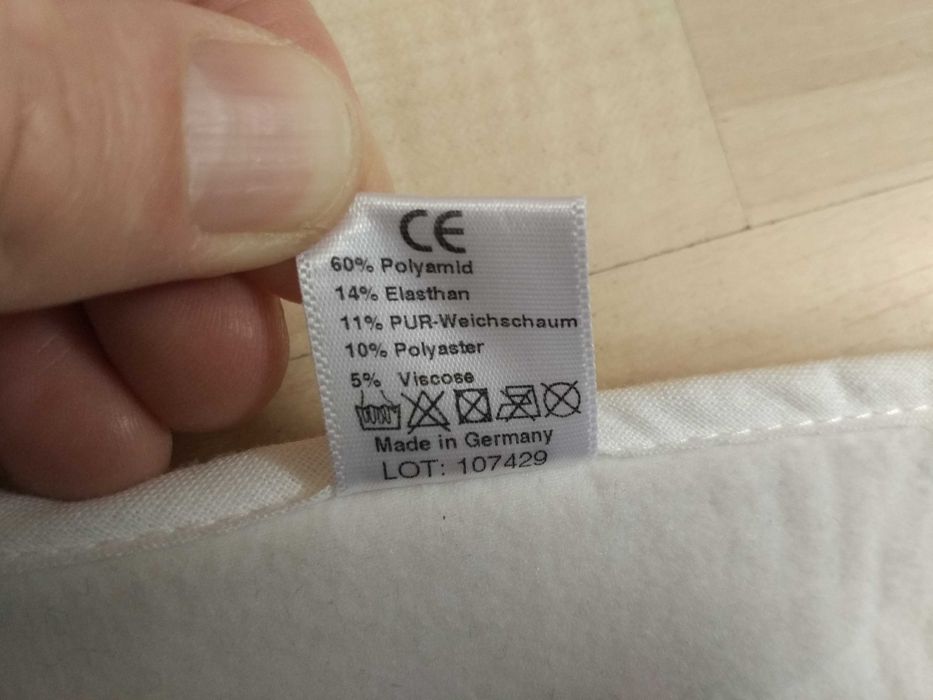 CE
60% Polyamid
14% Elasthan
11% PUR-Weichschaum
10% Polyaster
5% Viscose
Made in Germany
LOT: 107429